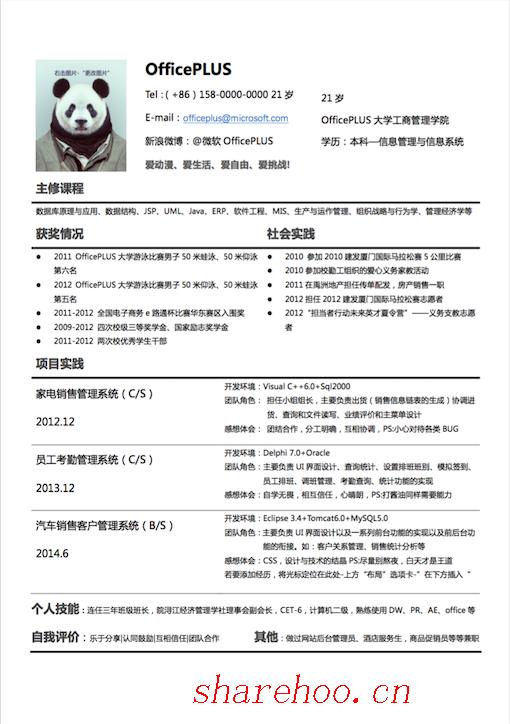 右击图片-“更改图片”
OfficePLUS
Tel：（+86）158-0000-0000 21岁
21 岁
E-mail：officeplus@microsoft.com
OfficePLUS 大学工商管理学院
新浪微博：@微软 OfficePLUS
学历：本科—信息管理与信息系统
爱动漫、爱生活、爱自由、爱挑战!
主修课程
数据库原理与应用、数据结构、JSP、UML、Java、ERP、软件工程、MIS、生产与运作管理、组织战略与行为学、管理经济学等
获奖情况
● 2011 OfficePLUS 大学游泳比赛男子 50 米蛙泳、50 米仰泳
第六名
● 2012 OfficePLUS 大学游泳比赛男子 50 米仰泳、50 米蛙泳
第五名
● 2011-2012 全国电子商务 e 路通杯比赛华东赛区入围奖
● 2009-2012 四次校级三等奖学金、国家励志奖学金
● 2011-2012 两次校优秀学生干部
社会实践
● 2010 参加 2010 建发厦门国际马拉松赛 5 公里比赛
● 2010 参加校勤工组织的爱心义务家教活动
● 2011 在禹洲地产担任传单配发，房产销售一职
● 2012 担任 2012 建发厦门国际马拉松赛志愿者
● 2012“担当者行动未来英才夏令营”——义务支教志愿
者
项目实践
家电销售管理系统（C/S）
2012.12
开发环境：Visual C++6.0+Sql2000
团队角色： 担任小组组长，主要负责出货（销售信息链表的生成）协调进
货、查询和文件读写、业绩评价和主菜单设计
感想体会： 团结合作，分工明确，互相协调，PS:小心对待各类 BUG
员工考勤管理系统（C/S）
2013.12
开发环境：Delphi 7.0+Oracle
团队角色：主要负责 UI 界面设计、查询统计、设置排班班别、模拟签到、
员工排班、调班管理、考勤查询、统计功能的实现
感想体会：自学无畏，相互信任，心晴朗，PS:打酱油同样需要能力
汽车销售客户管理系统（B/S）
2014.6
开发环境：Eclipse 3.4+Tomcat6.0+MySQL5.0
团队角色：主要负责 UI 界面设计以及一系列前台功能的实现以及前后台功
能的衔接。如：客户关系管理、销售统计分析等
感想体会：CSS，设计与技术的结晶 PS:尽量别熬夜，白天才是王道
若要添加经历，将光标定位在此处-上方“布局”选项卡-”在下方插入“
个人技能：连任三年班级班长，院浔江经济管理学社理事会副会长，CET-6，计算机二级，熟练使用 DW、PR、AE、office 等
自我评价：乐于分享|认同鼓励|互相信任|团队合作
其他：做过网站后台管理员、酒店服务生，商品促销员等等兼职
sharehoo.cn